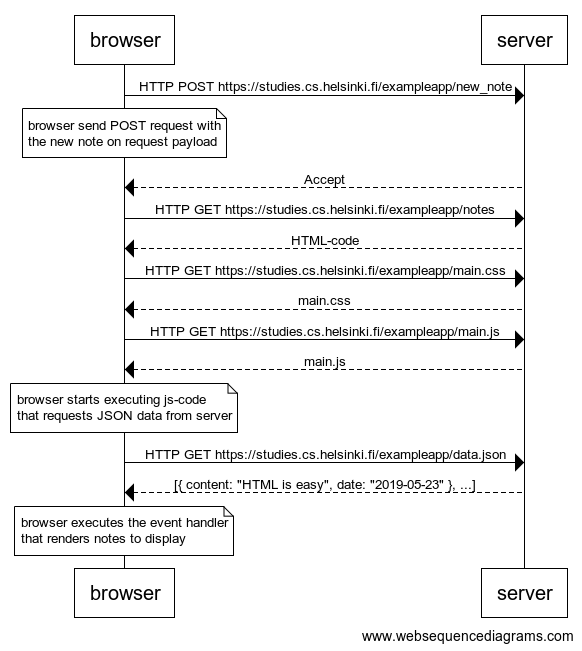 browser
server
HTTP POST https://studies.cs.helsinki.fi/exampleapp/new_note
browser send POST request with
the new note on request payload
Accept
HTTP GET https://studies.cs.helsinki.fi/exampleapp/notes
HTML-code
HTTP GET https://studies.cs.helsinki.fi/exampleapp/main.css
main.css
HTTP GET https://studies.cs.helsinki.fi/exampleapp/main.js
main.js
browser starts executing js-code
that requests JSON data from server
HTTP GET https://studies.cs.helsinki.fi/exampleapp/data.json
[{ content: "HTML is easy", date: "2019-05-23" }, ...]
browser executes the event handler
that renders notes to display
browser
server
www.websequencediagrams.com